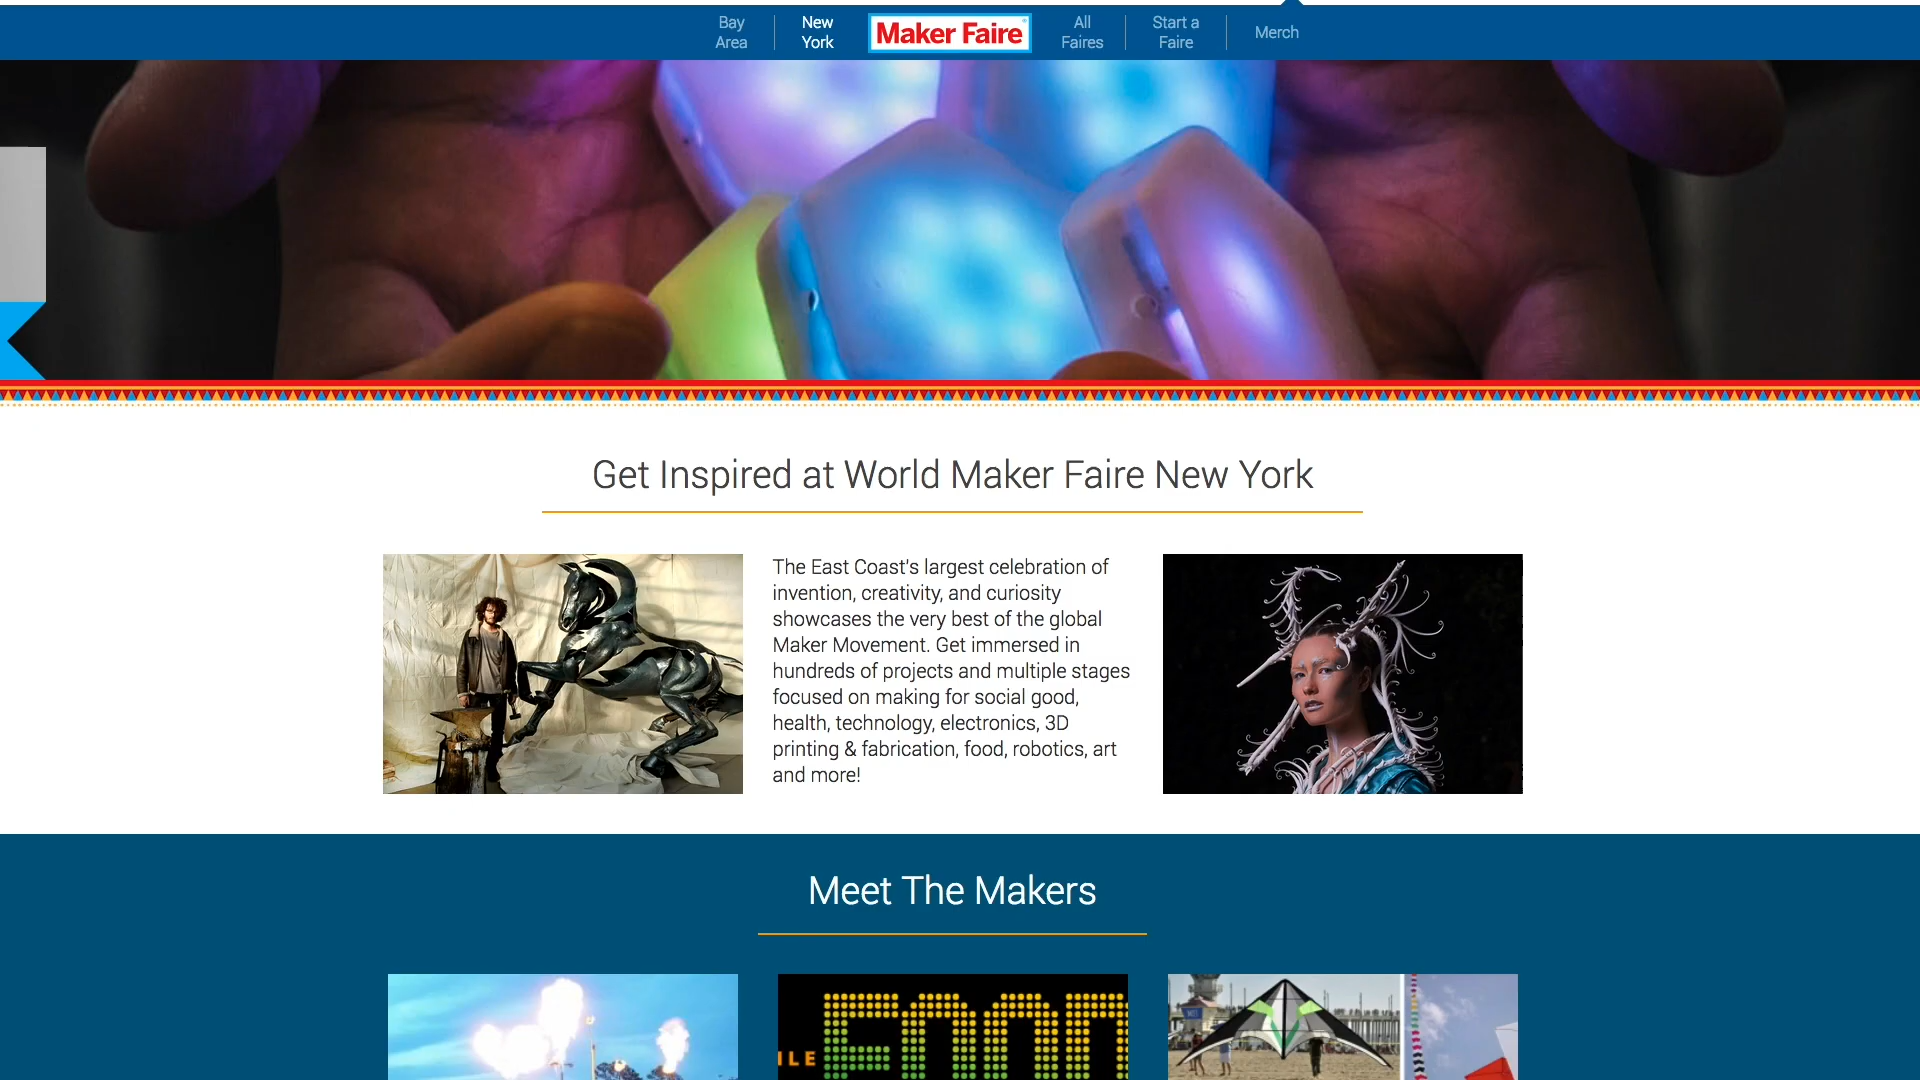 Bay
Area
New
York
Maker Faire
All
Faires
Start a
Faire
Merch
Get Inspired at World Maker Faire New York
The East Coast's largest celebration of
invention, creativity, and curiosity
showcases the very best of the global
Maker Movement. Get immersed in
hundreds of projects and multiple stages
focused on making for social good,
health, technology, electronics, 3D
printing & fabrication, food, robotics, art
and more!
Meet The Makers